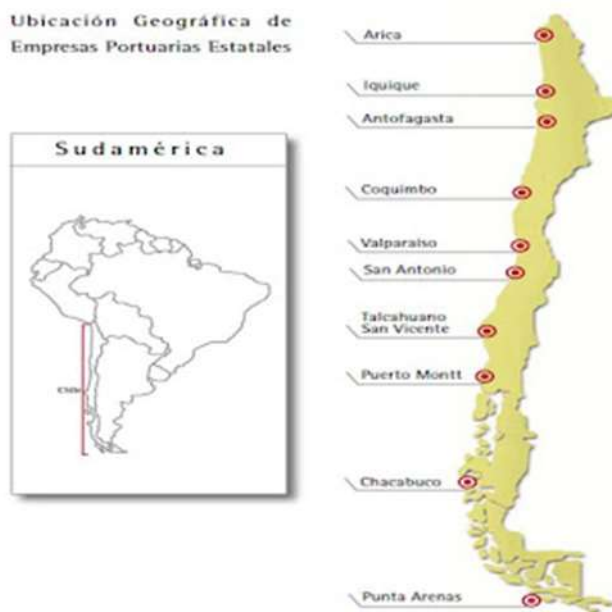 Ubicación Geográfica de
Empresas Portuarias Estatales
Sudamérica
Chile
Arica
Iquique
Antofagasta
Coquimbo
Valparaíso
San Antonio
Talcahuano
San Vicente
Puerto Montt
Chacabuco
Punta Arenas